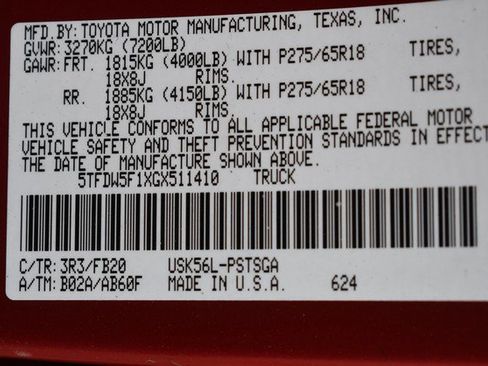 MFD.BY: TOYOTA MOTOR MANUFACTURING, TEXAS, INC.
GVWR: 3270KG (7200LB)
GAWR: FRT. 1815KG (4000LB) WITH P275/65R18 TIRES,
18X8J RIMS.
RR. 1885KG (4150LB) WITH P275/65R18 TIRES,
18X8J RIMS.
THIS VEHICLE CONFORMS TO ALL APPLICABLE FEDERAL MOTOR
VEHICLE SAFETY AND THEFT PREVENTION STANDARDS IN EFFECT
THE DATE OF MANUFACTURE SHOWN ABOVE.
5TFDW5F1XGX511410 TRUCK
C/TR: 3R3/FB20 USK56L-PSTSGA
A/TM: B02A/AB60F MADE IN U.S.A. 624